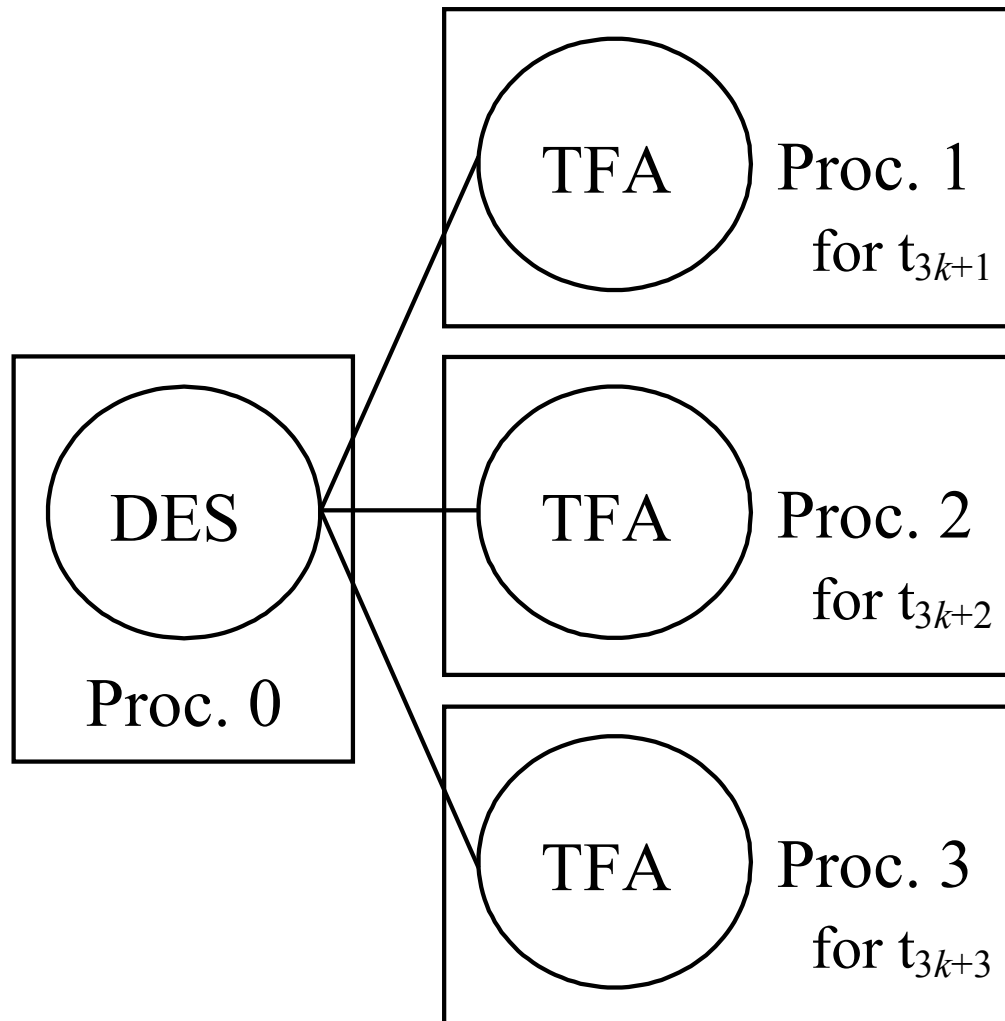 TFA
Proc. 1
for t3k+1
DES
Proc. 0
TFA
Proc. 2
for t3k+2
TFA
Proc. 3
for t3k+3